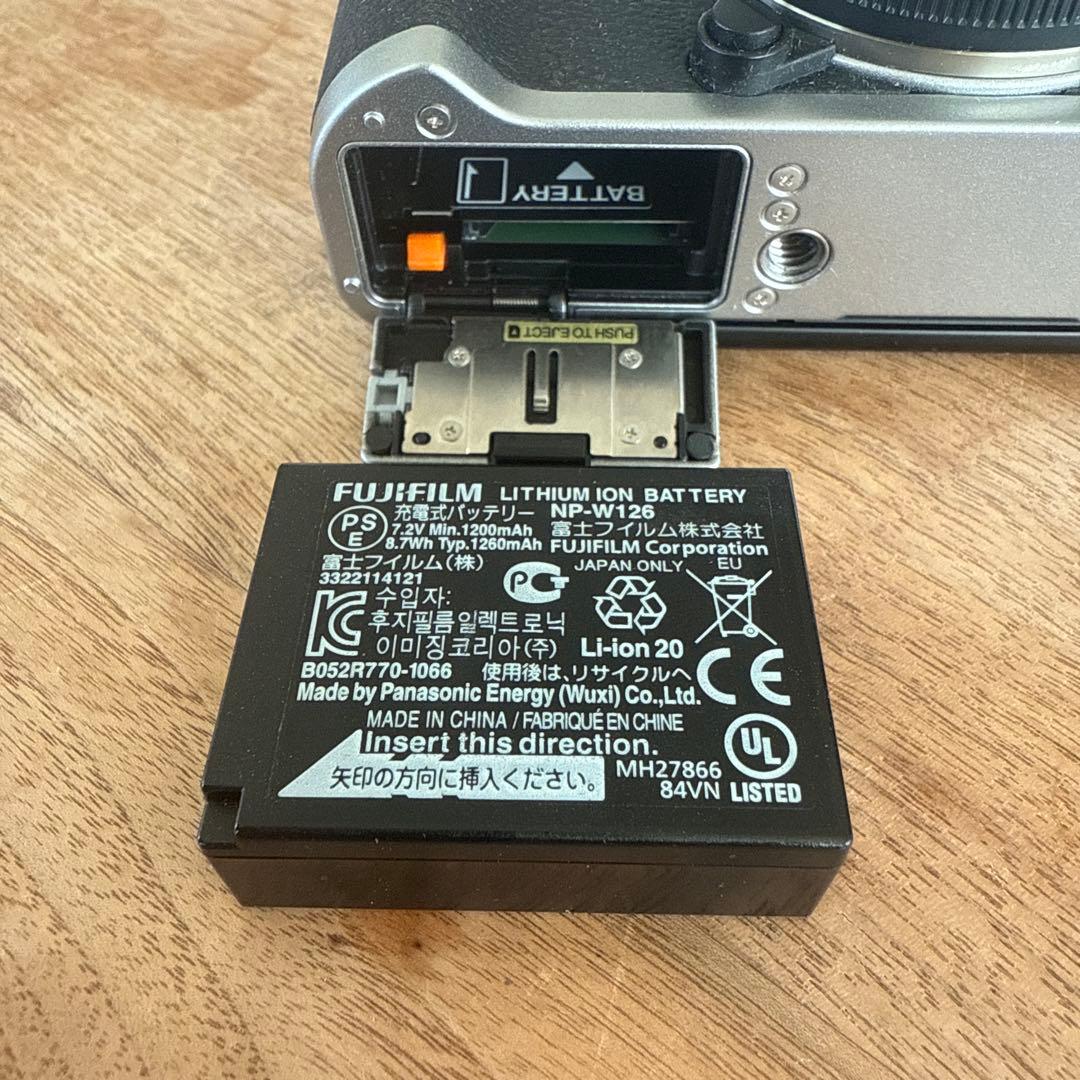 BATTERY
PUSH TO EJECT
FUJIFILM LITHIUM ION BATTERY
充電式バッテリー NP-W126
PSE
7.2V Min.1200mAh 富士フイルム株式会社
8.7Wh Typ.1260mAh FUJIFILM Corporation
富士フイルム(株) JAPAN ONLY EU
3322114121
수입자:
후지필름일렉트로닉
이미징코리아(주) Li-ion 20
B052R770-1066 使用後は、リサイクルへ
CE
Made by Panasonic Energy (Wuxi) Co.,Ltd.
MADE IN CHINA / FABRIQUÉ EN CHINE
Insert this direction.
UL
矢印の方向に挿入ください。 MH27866
84VN LISTED